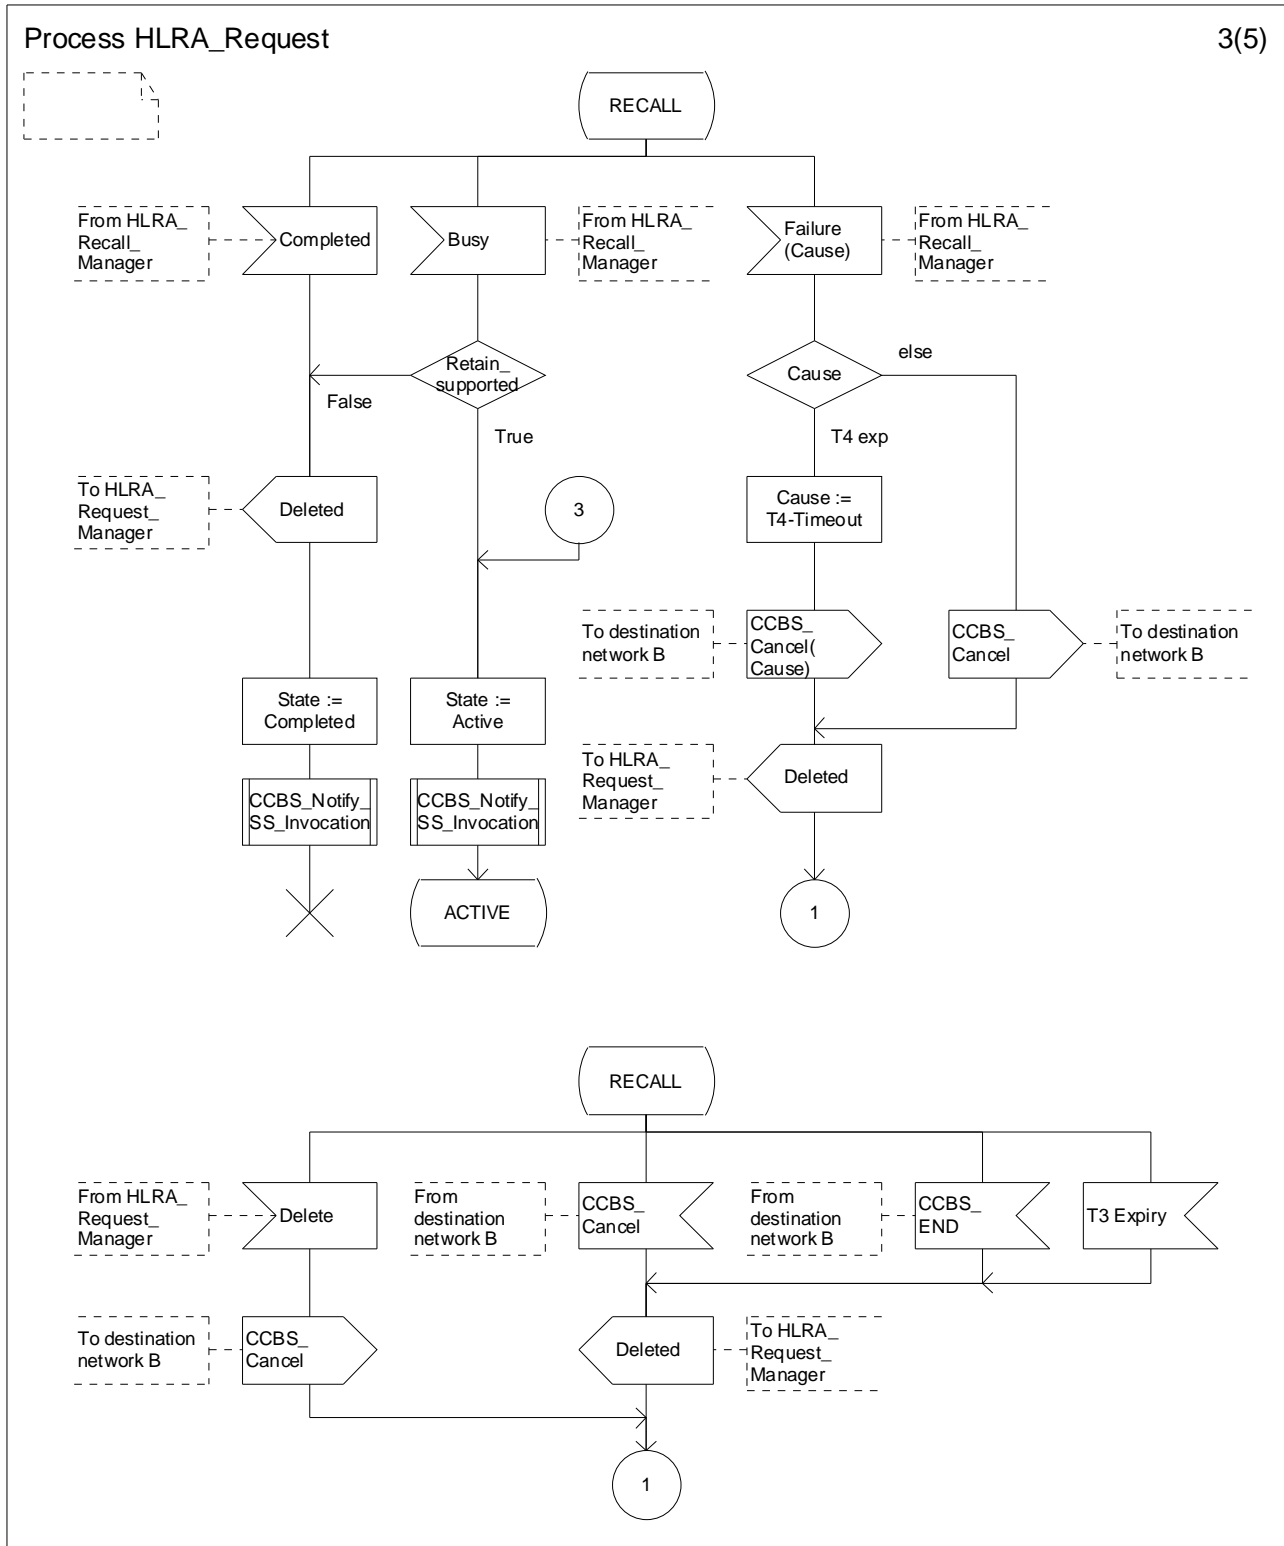 Process HLRA_Request
3(5)
RECALL
From HLRA_
Recall_
Manager
Completed
Busy
From HLRA_
Recall_
Manager
Failure
(Cause)
From HLRA_
Recall_
Manager
Retain_
supported
False
True
Cause
else
T4 exp
To HLRA_
Request_
Manager
Deleted
3
Cause :=
T4-Timeout
To destination
network B
CCBS_
Cancel(
Cause)
CCBS_
Cancel
To destination
network B
State :=
Completed
State :=
Active
To HLRA_
Request_
Manager
Deleted
CCBS_Notify_
SS_Invocation
CCBS_Notify_
SS_Invocation
ACTIVE
1
RECALL
From HLRA_
Request_
Manager
Delete
From
destination
network B
CCBS_
Cancel
From
destination
network B
CCBS_
END
T3 Expiry
To destination
network B
CCBS_
Cancel
Deleted
To HLRA_
Request_
Manager
1